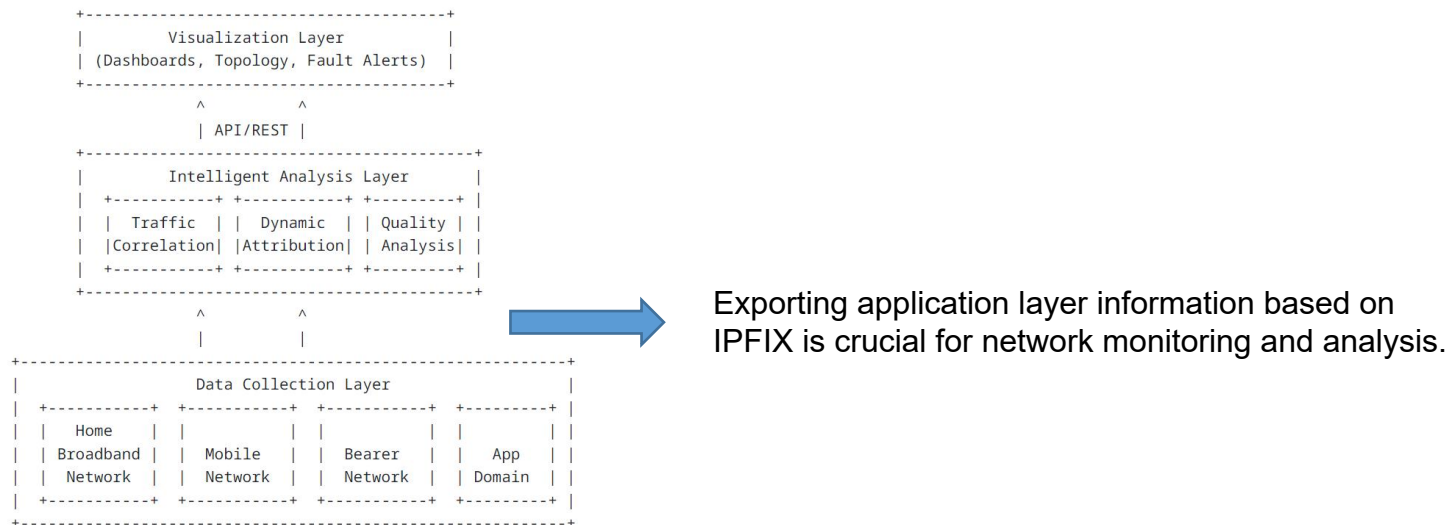 +---------------------------------------+
|         Visualization Layer           |
| (Dashboards, Topology, Fault Alerts)  |
+---------------------------------------+
             ^          ^
             | API/REST |
+------------------------------------------+
|         Intelligent Analysis Layer       |
|  +-----------+ +-----------+ +---------+ |
|  |  Traffic  | |  Dynamic  | | Quality | |
|  |Correlation| |Attribution| | Analysis| |
|  +-----------+ +-----------+ +---------+ |
+------------------------------------------+
             ^          ^
             |          |
+-----------------------------------------------------------+
|                   Data Collection Layer                   |
|  +-----------+  +-----------+  +-----------+  +---------+ |
|  |   Home    |  |           |  |           |  |         | |
|  | Broadband |  |  Mobile   |  |  Bearer   |  |   App   | |
|  |  Network  |  |  Network  |  |  Network  |  | Domain  | |
|  +-----------+  +-----------+  +-----------+  +---------+ |
+-----------------------------------------------------------+
Exporting application layer information based on
IPFIX is crucial for network monitoring and analysis.